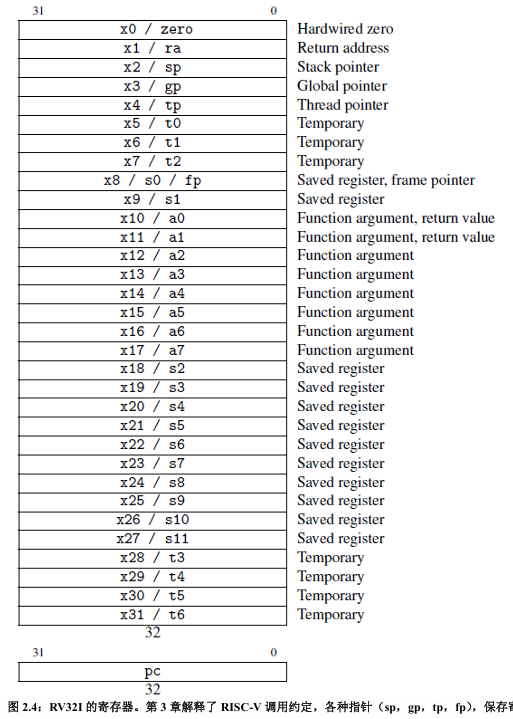 31 0
x0 / zero Hardwired zero
x1 / ra Return address
x2 / sp Stack pointer
x3 / gp Global pointer
x4 / tp Thread pointer
x5 / t0 Temporary
x6 / t1 Temporary
x7 / t2 Temporary
x8 / s0 / fp Saved register, frame pointer
x9 / s1 Saved register
x10 / a0 Function argument, return value
x11 / a1 Function argument, return value
x12 / a2 Function argument
x13 / a3 Function argument
x14 / a4 Function argument
x15 / a5 Function argument
x16 / a6 Function argument
x17 / a7 Function argument
x18 / s2 Saved register
x19 / s3 Saved register
x20 / s4 Saved register
x21 / s5 Saved register
x22 / s6 Saved register
x23 / s7 Saved register
x24 / s8 Saved register
x25 / s9 Saved register
x26 / s10 Saved register
x27 / s11 Saved register
x28 / t3 Temporary
x29 / t4 Temporary
x30 / t5 Temporary
x31 / t6 Temporary
32
31 0
pc
32
图 2.4：RV32I 的寄存器。第 3 章解释了 RISC-V 调用约定，各种指针（sp，gp，tp，fp），保存